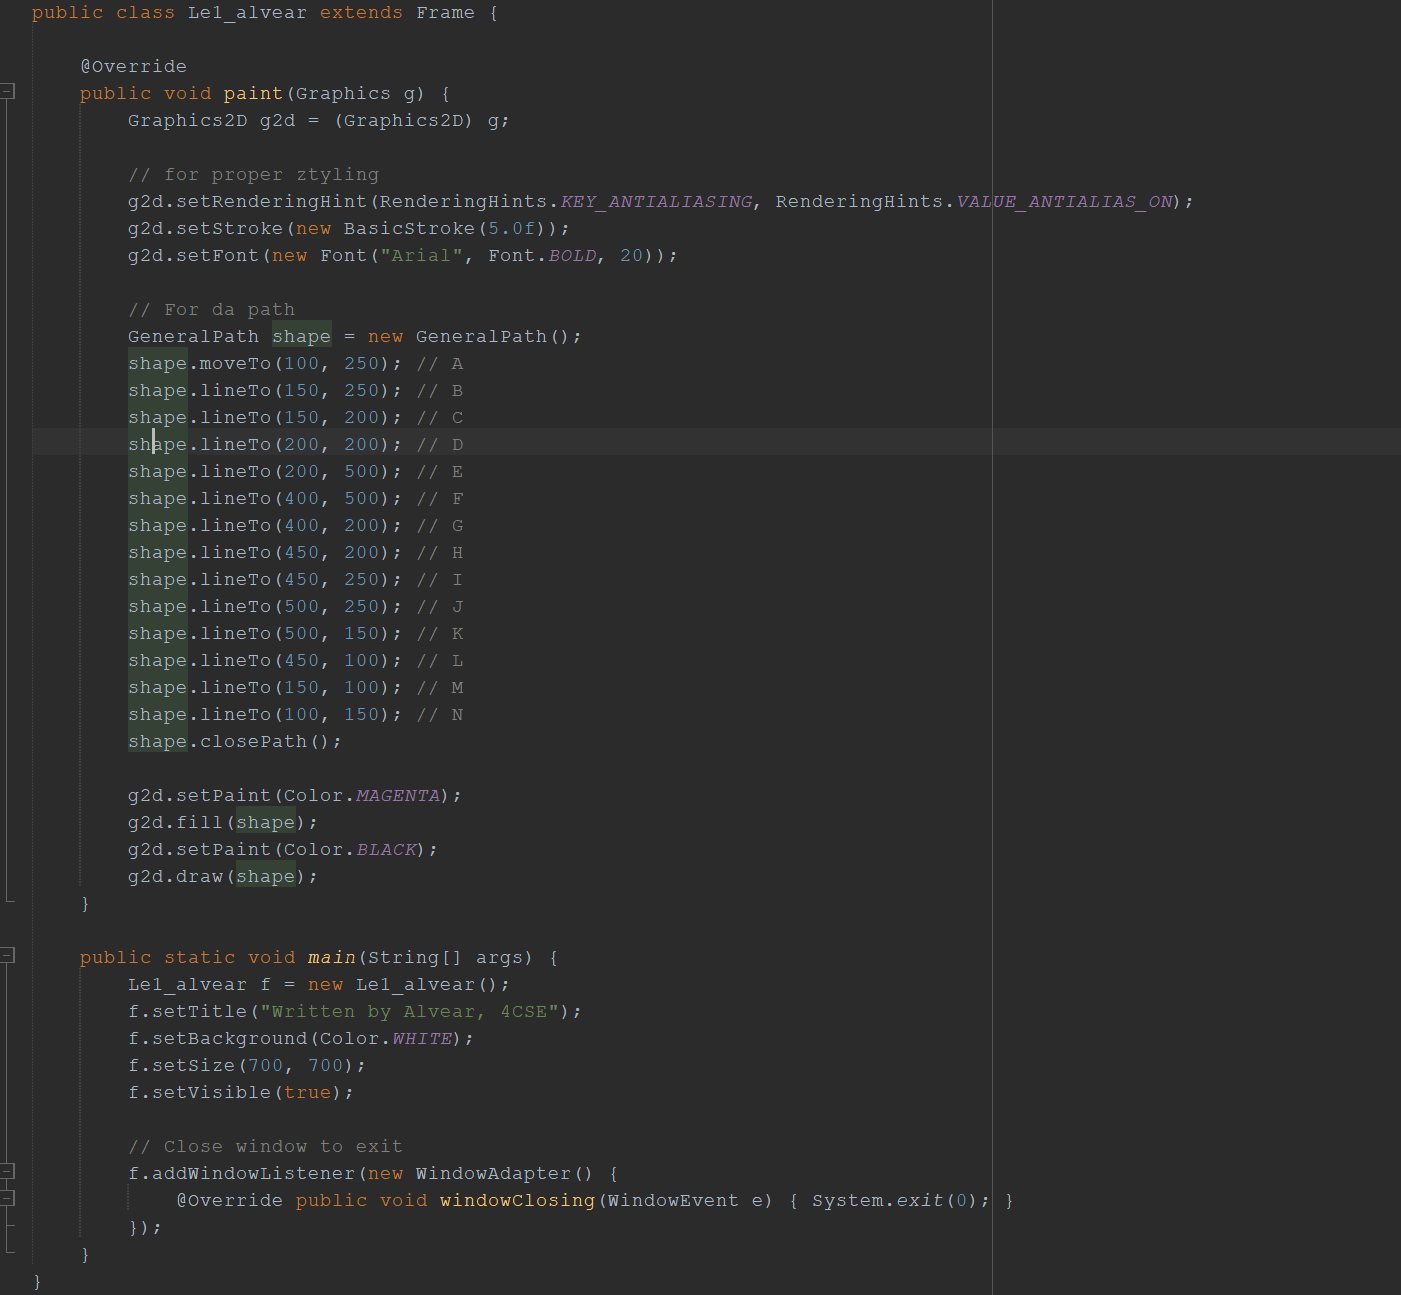 public class Le1_alvear extends Frame {
@Override
public void paint(Graphics g) {
Graphics2D g2d = (Graphics2D) g;
// for proper ztyling
g2d.setRenderingHint(RenderingHints.KEY_ANTIALIASING, RenderingHints.VALUE_ANTIALIAS_ON);
g2d.setStroke(new BasicStroke(5.0f));
g2d.setFont(new Font("Arial", Font.BOLD, 20));
// For da path
GeneralPath shape = new GeneralPath();
shape.moveTo(100, 250); // A
shape.lineTo(150, 250); // B
shape.lineTo(150, 200); // C
shape.lineTo(200, 200); // D
shape.lineTo(200, 500); // E
shape.lineTo(400, 500); // F
shape.lineTo(400, 200); // G
shape.lineTo(450, 200); // H
shape.lineTo(450, 250); // I
shape.lineTo(500, 250); // J
shape.lineTo(500, 150); // K
shape.lineTo(450, 100); // L
shape.lineTo(150, 100); // M
shape.lineTo(100, 150); // N
shape.closePath();
g2d.setPaint(Color.MAGENTA);
g2d.fill(shape);
g2d.setPaint(Color.BLACK);
g2d.draw(shape);
}
public static void main(String[] args) {
Le1_alvear f = new Le1_alvear();
f.setTitle("Written by Alvear, 4CSE");
f.setBackground(Color.WHITE);
f.setSize(700, 700);
f.setVisible(true);
// Close window to exit
f.addWindowListener(new WindowAdapter() {
@Override public void windowClosing(WindowEvent e) { System.exit(0); }
});
}
}